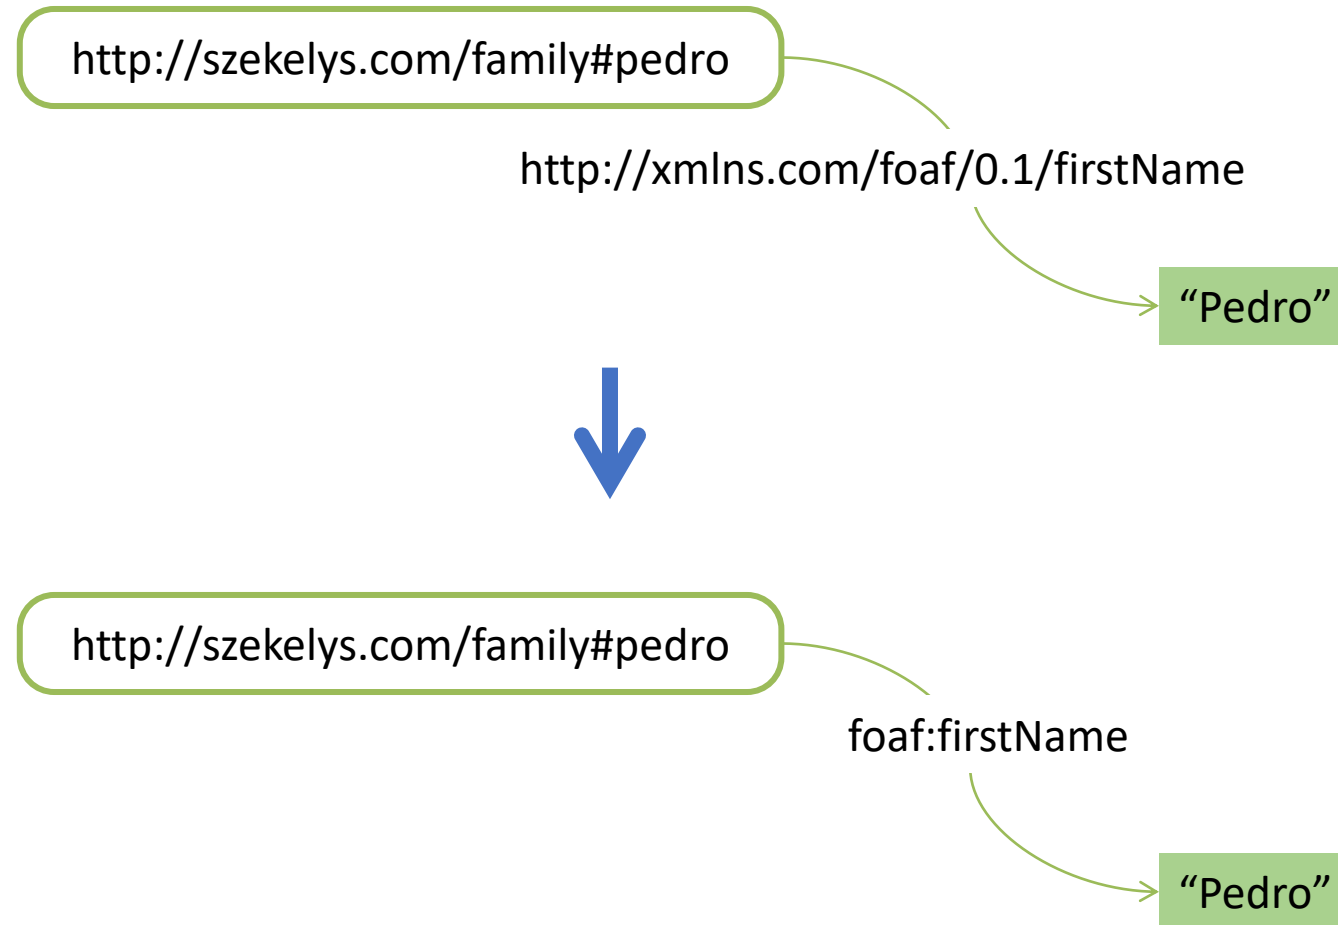 http://szekelys.com/family#pedro
http://xmlns.com/foaf/0.1/firstName
“Pedro”
http://szekelys.com/family#pedro
foaf:firstName
“Pedro”